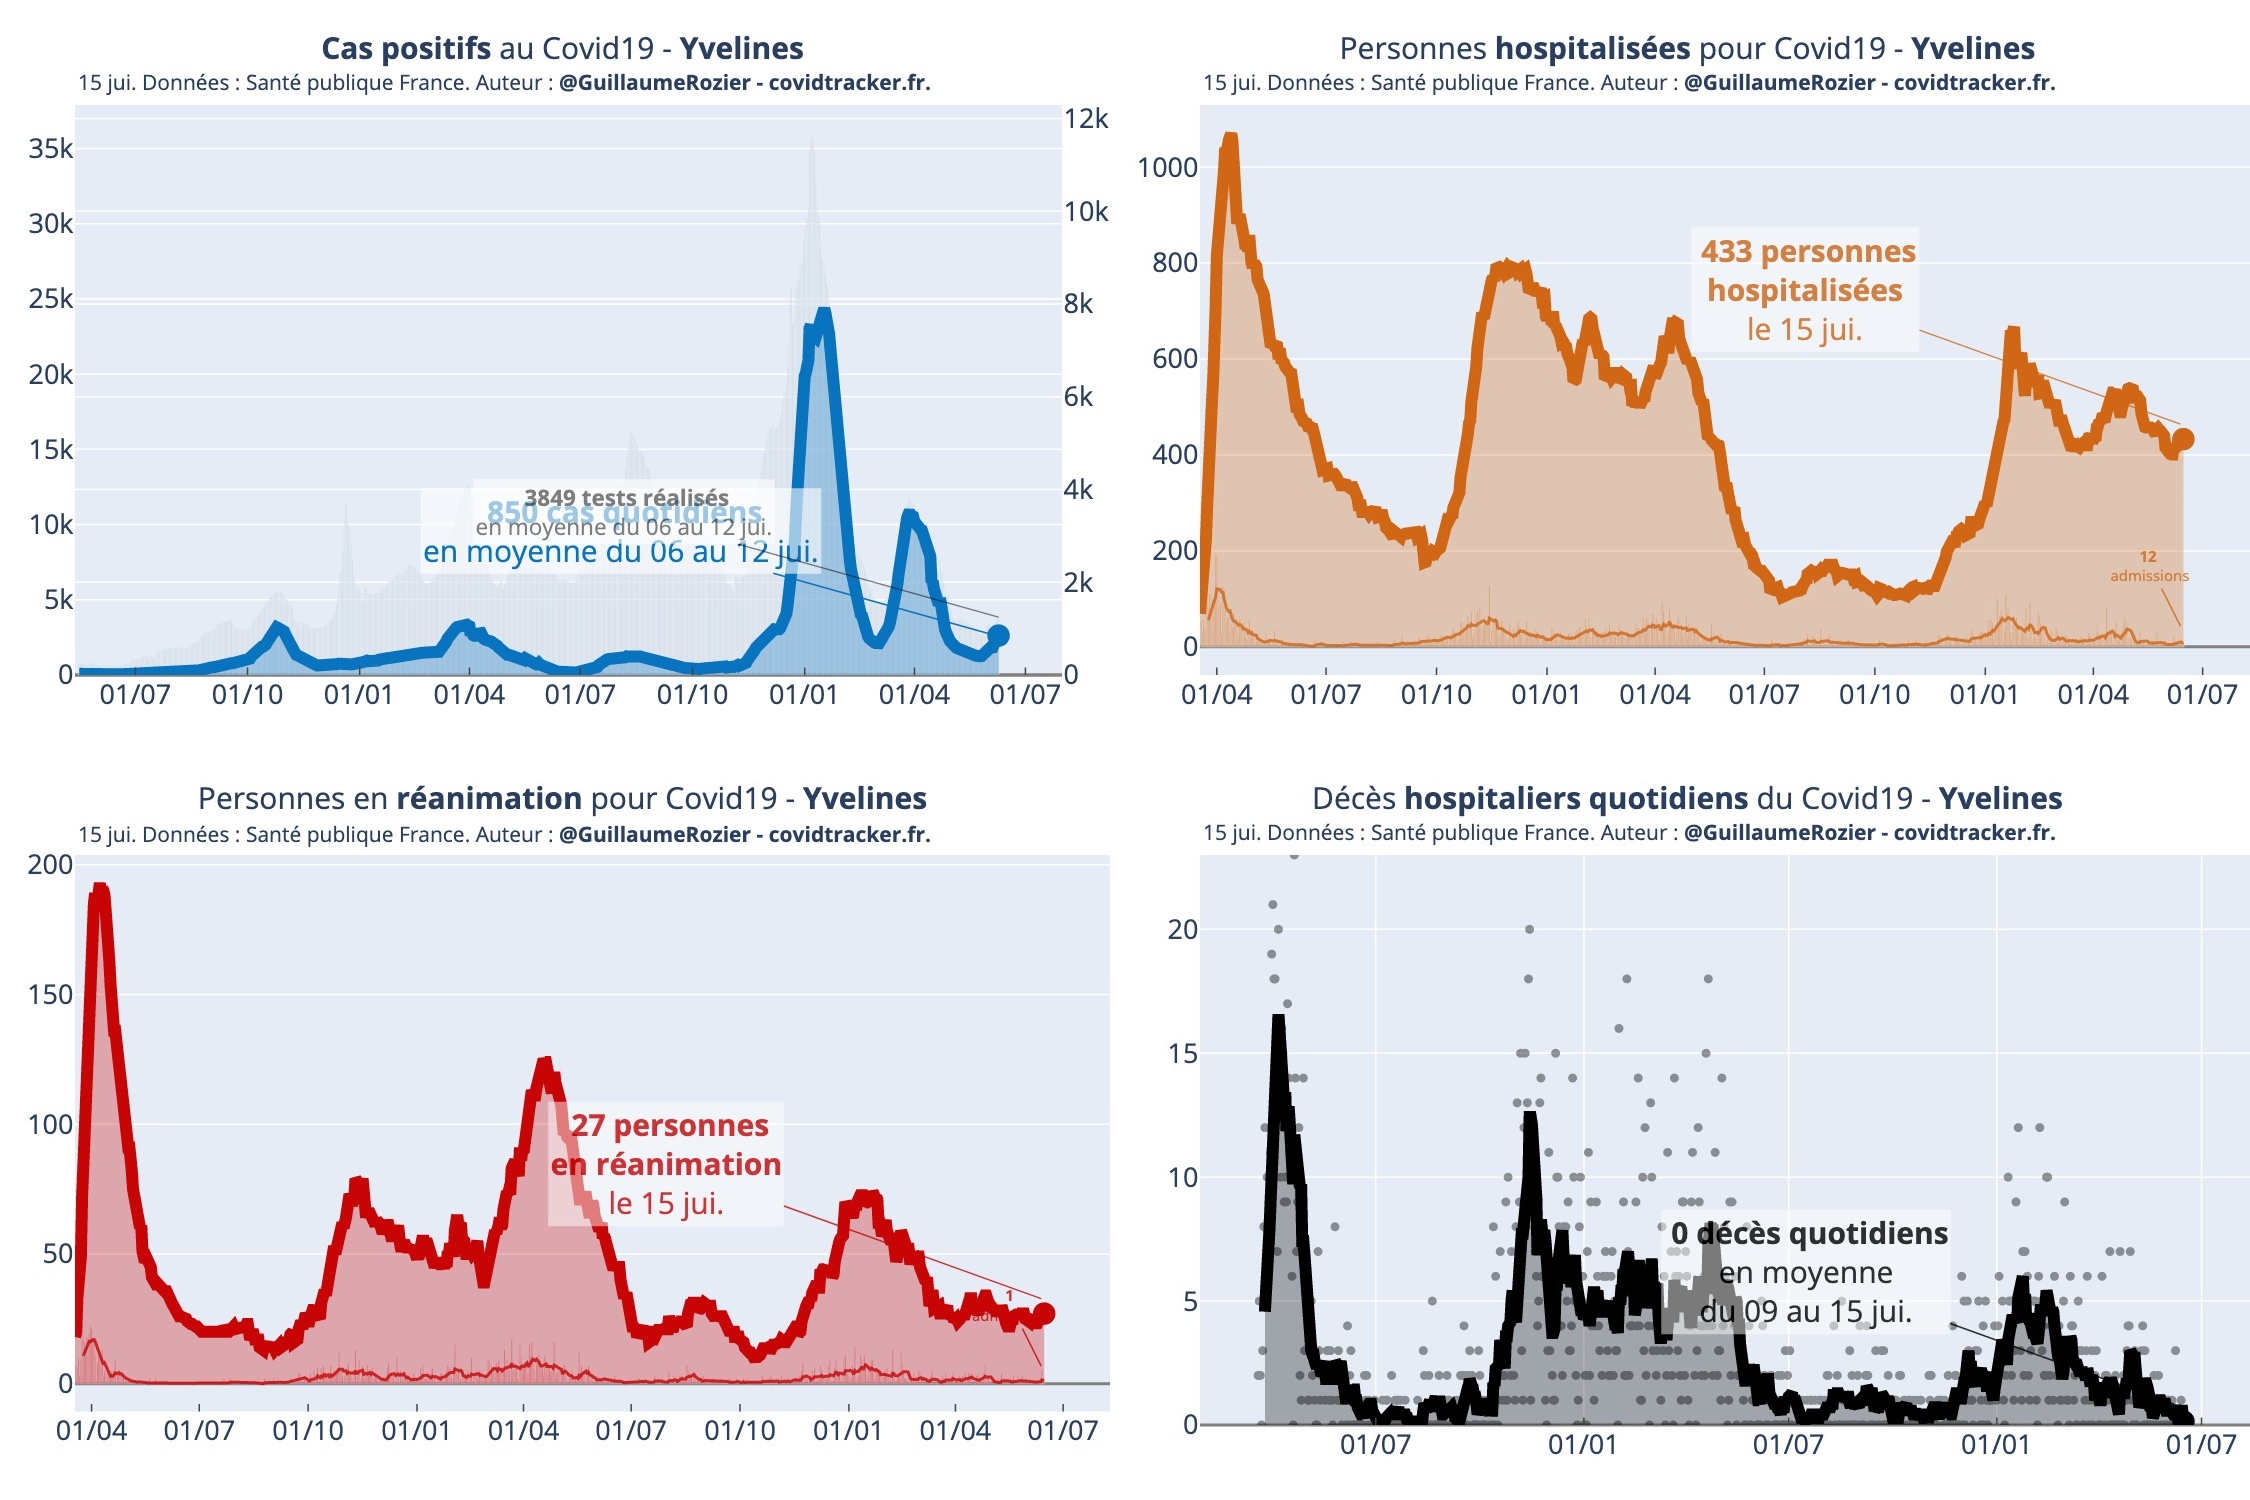 Cas positifs au Covid19 - Yvelines
15 jui. Données : Santé publique France. Auteur : @GuillaumeRozier - covidtracker.fr.
35k
30k
25k
20k
15k
10k
5k
0
12k
10k
8k
6k
4k
2k
0
3849 tests réalisés
en moyenne du 06 au 12 jui.
850 cas quotidiens
en moyenne du 06 au 12 jui.
01/07 01/10 01/01 01/04 01/07 01/10 01/01 01/04 01/07
Personnes hospitalisées pour Covid19 - Yvelines
15 jui. Données : Santé publique France. Auteur : @GuillaumeRozier - covidtracker.fr.
1000
800
600
400
200
0
433 personnes
hospitalisées
le 15 jui.
12
admissions
01/04 01/07 01/10 01/01 01/04 01/07 01/10 01/01 01/04 01/07
Personnes en réanimation pour Covid19 - Yvelines
15 jui. Données : Santé publique France. Auteur : @GuillaumeRozier - covidtracker.fr.
200
150
100
50
0
27 personnes
en réanimation
le 15 jui.
1
01/04 01/07 01/10 01/01 01/04 01/07 01/10 01/01 01/04 01/07
Décès hospitaliers quotidiens du Covid19 - Yvelines
15 jui. Données : Santé publique France. Auteur : @GuillaumeRozier - covidtracker.fr.
20
15
10
5
0
0 décès quotidiens
en moyenne
du 09 au 15 jui.
01/07 01/01 01/07 01/01 01/07